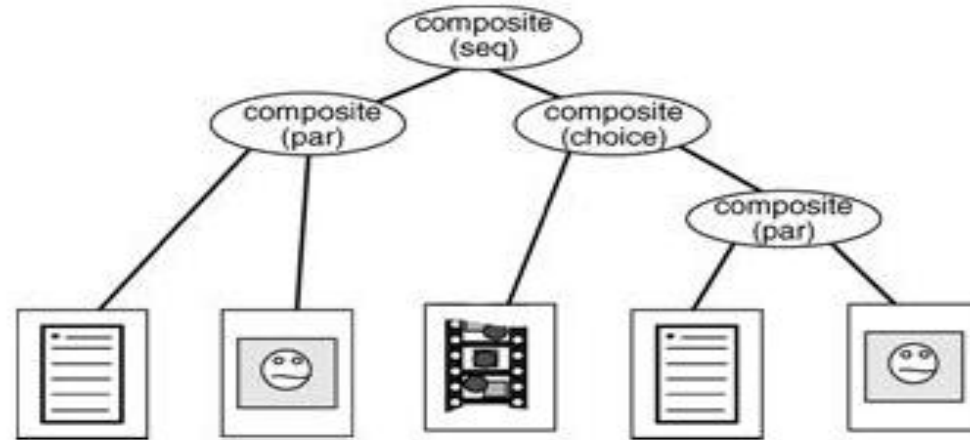 composite
(seq)
composite
(par)
composite
(choice)
composite
(par)